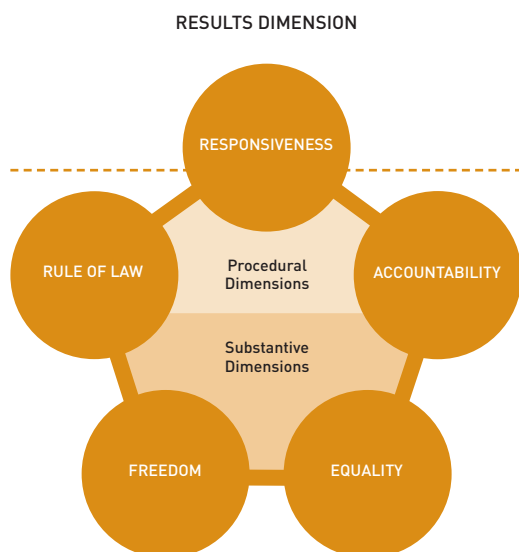 RESULTS DIMENSION
RESPONSIVENESS
RULE OF LAW
Procedural
Dimensions
ACCOUNTABILITY
Substantive
Dimensions
FREEDOM
EQUALITY